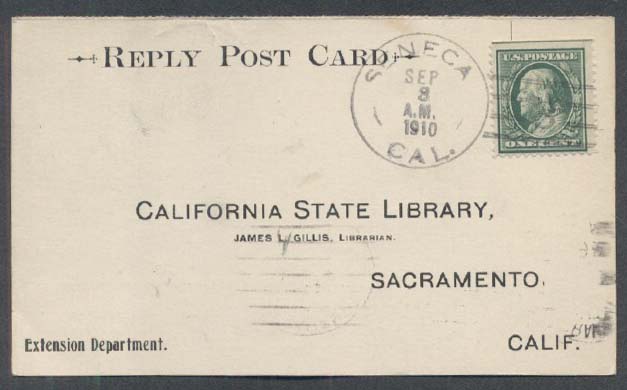 REPLY POST CARD
SENECA
SEP
3
A.M.
1910
CAL.
U.S. POSTAGE
ONE CENT
CALIFORNIA STATE LIBRARY,
JAMES L. GILLIS, LIBRARIAN.
SACRAMENTO,
Extension Department.
CALIF.